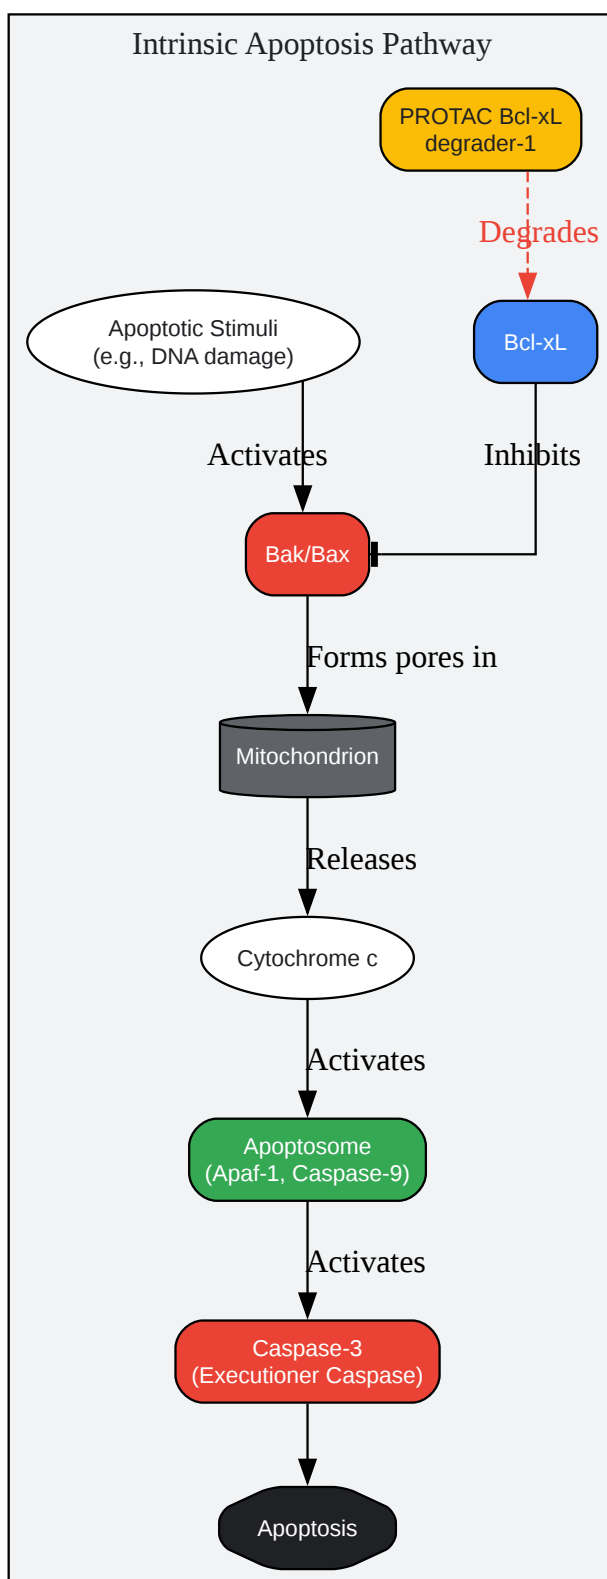 Intrinsic Apoptosis Pathway
PROTAC Bcl-xL
degrader-1
Degrades
Apoptotic Stimuli
(e.g., DNA damage)
Bcl-xL
Activates
Inhibits
Bak/Bax
Forms pores in
Mitochondrion
Releases
Cytochrome c
Activates
Apoptosome
(Apaf-1, Caspase-9)
Activates
Caspase-3
(Executioner Caspase)
Apoptosis